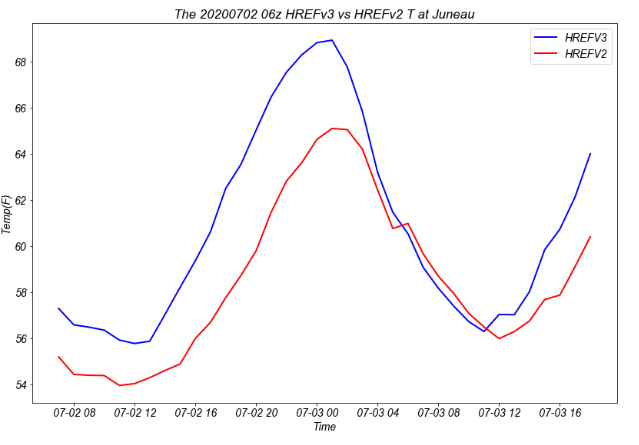 The 20200702 06z HREFv3 vs HREFv2 T at Juneau
HREFV3
HREFV2
68
66
64
62
60
58
56
54
Temp(F)
07-02 08 07-02 12 07-02 16 07-02 20 07-03 00 07-03 04 07-03 08 07-03 12 07-03 16
Time